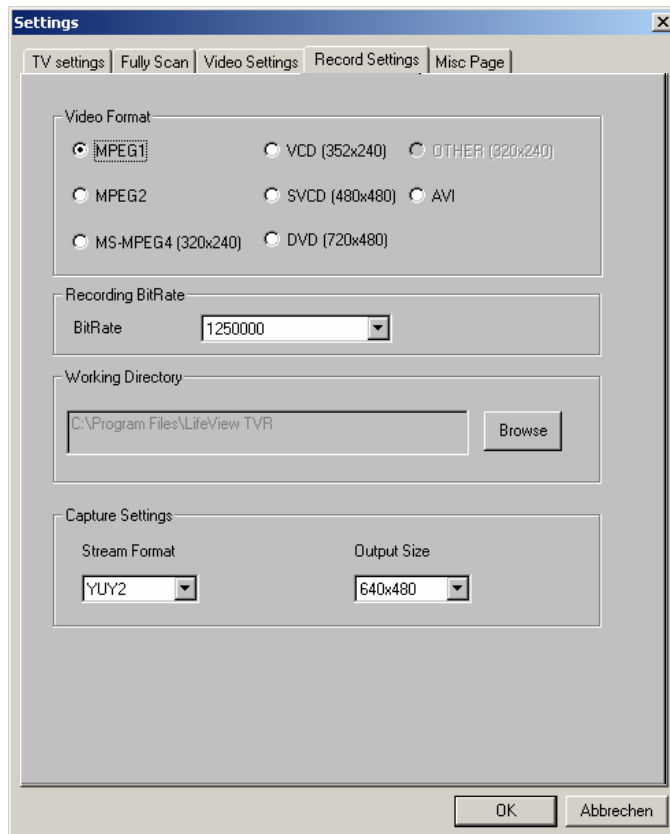 Settings
TV settings Fully Scan Video Settings Record Settings Misc Page
Video Format
MPEG1 VCD (352x240) OTHER (320x240)
MPEG2 SVCD (480x480) AVI
MS-MPEG4 (320x240) DVD (720x480)
Recording BitRate
BitRate 1250000
Working Directory
C:\Program Files\LifeView TVR
Browse
Capture Settings
Stream Format Output Size
YUY2 640x480
OK Abbrechen